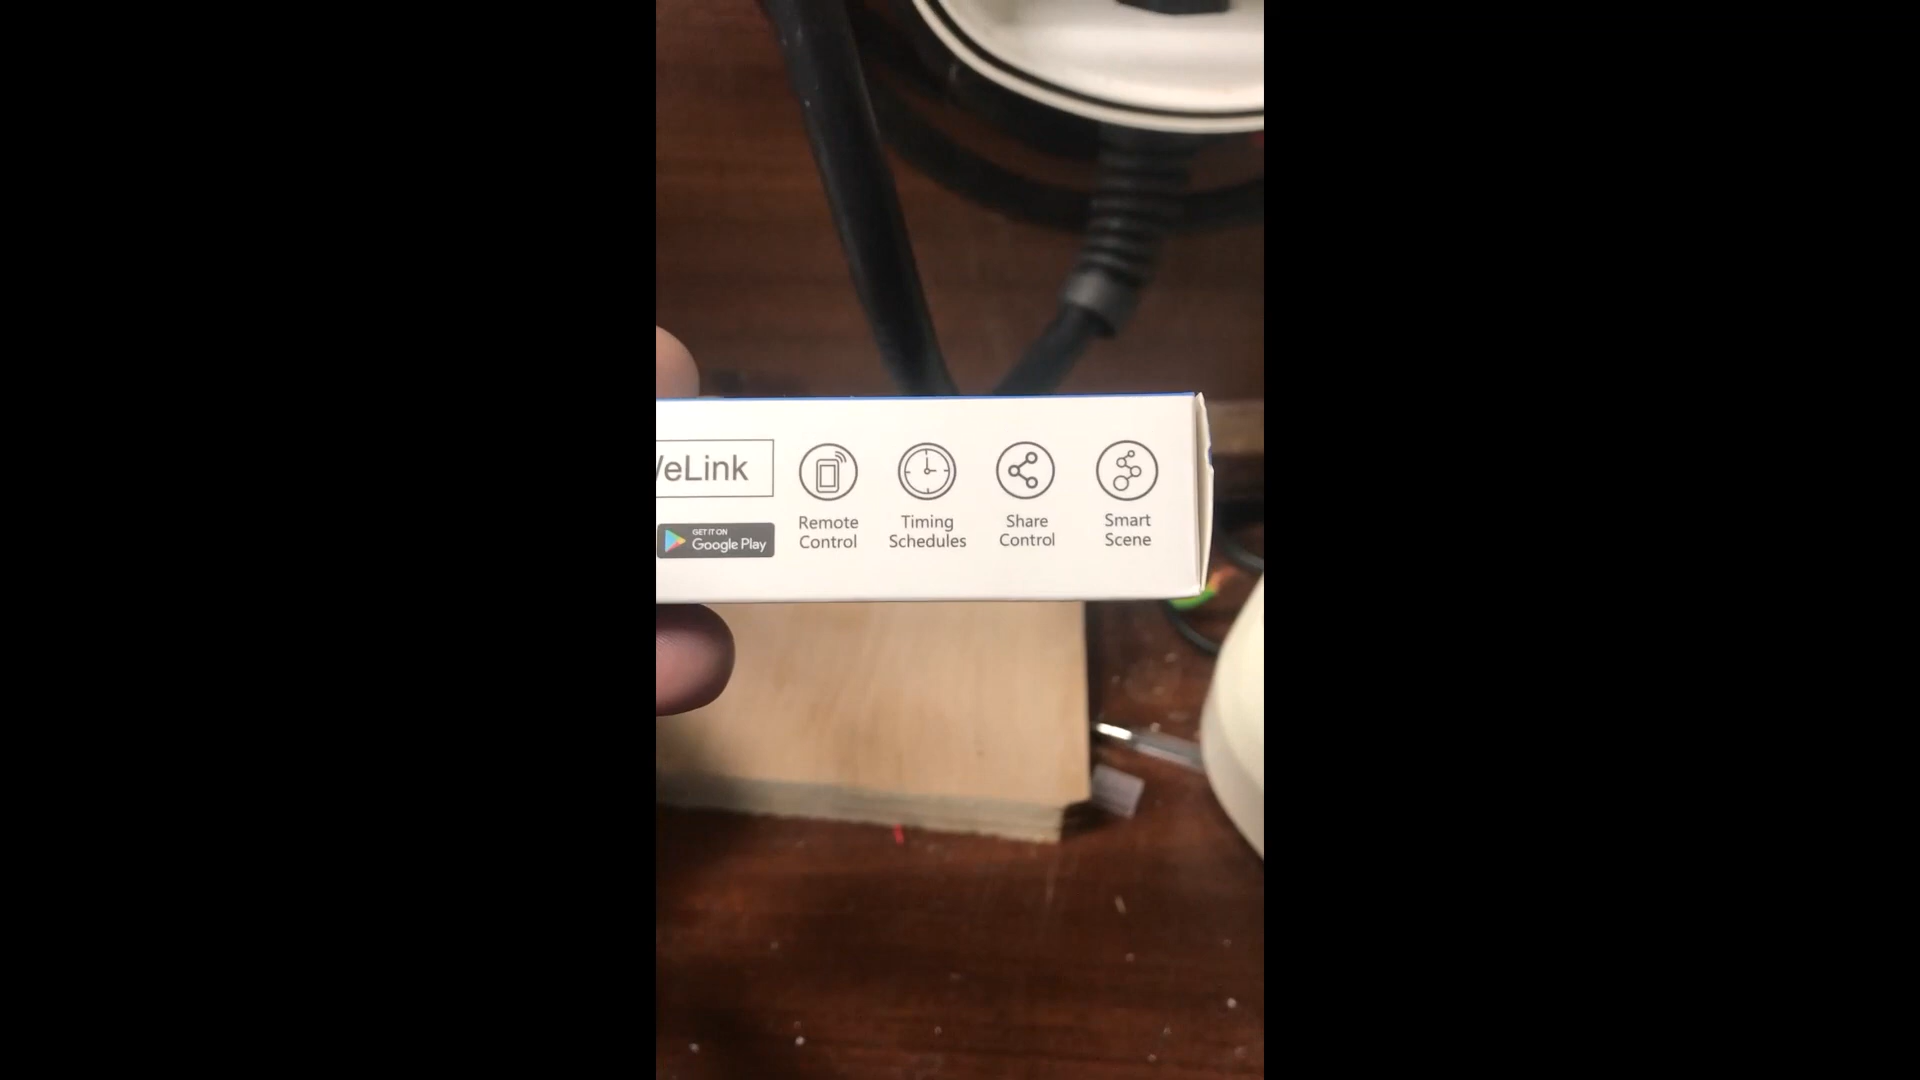 eLink
GET IT ON
Google Play
Remote
Control
Timing
Schedules
Share
Control
Smart
Scene